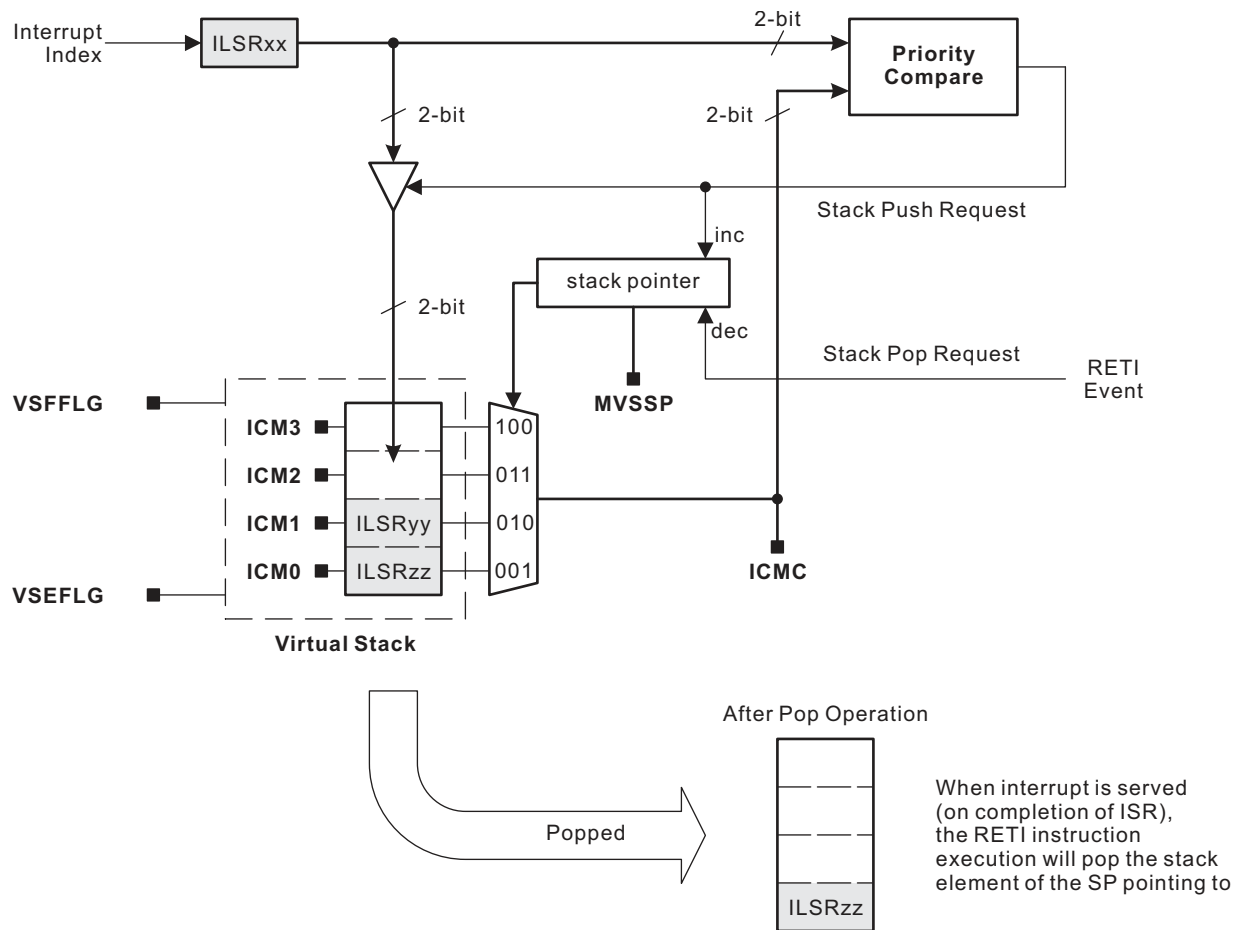 Interrupt
Index
ILSRxx
2-bit
Priority
Compare
2-bit
2-bit
Stack Push Request
inc
stack pointer
2-bit
dec
Stack Pop Request
RETI
Event
MVSSP
VSFFLG
ICM3
100
ICM2
011
ICM1
ILSRyy
010
ICM0
ILSRzz
001
ICMC
VSEFLG
Virtual Stack
After Pop Operation
Popped
When interrupt is served
(on completion of ISR),
the RETI instruction
execution will pop the stack
element of the SP pointing to
ILSRzz